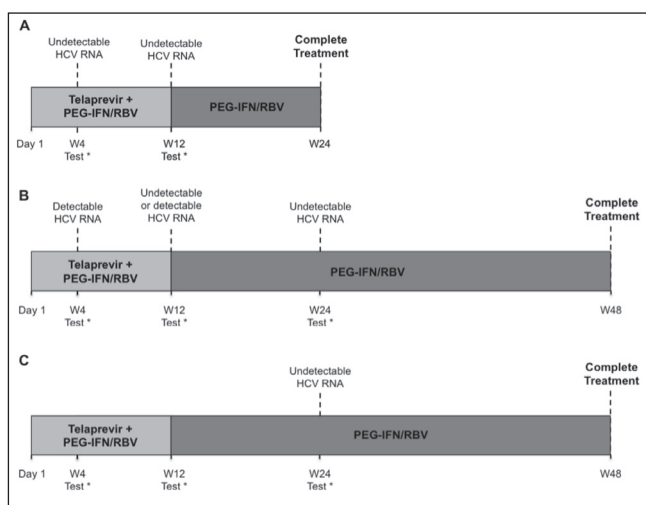 A
Undetectable
HCV RNA
Undetectable
HCV RNA
Complete
Treatment
Telaprevir +
PEG-IFN/RBV
PEG-IFN/RBV
Day 1
W4
Test *
W12
Test *
W24
B
Detectable
HCV RNA
Undetectable
or detectable
HCV RNA
Undetectable
HCV RNA
Complete
Treatment
Telaprevir +
PEG-IFN/RBV
PEG-IFN/RBV
Day 1
W4
Test *
W12
Test *
W24
Test *
W48
C
Undetectable
HCV RNA
Complete
Treatment
Telaprevir +
PEG-IFN/RBV
PEG-IFN/RBV
Day 1
W4
Test *
W12
Test *
W24
Test *
W48